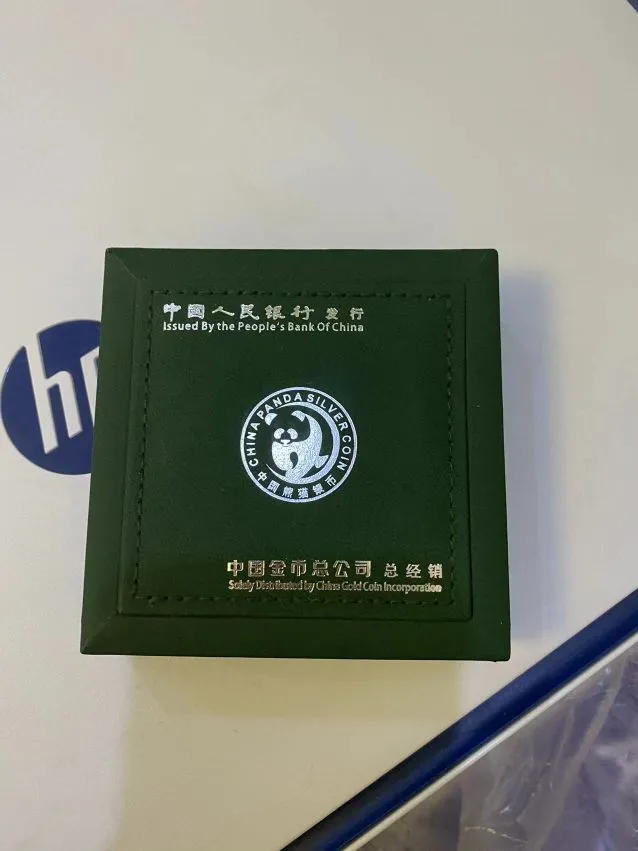 hp
中國人民银行 发行
Issued By the People's Bank Of China
CHINA PANDA SILVER COIN
中国熊猫银币
中国金币总公司 总经销
Solely Distributed by China Gold Coin Incorporation